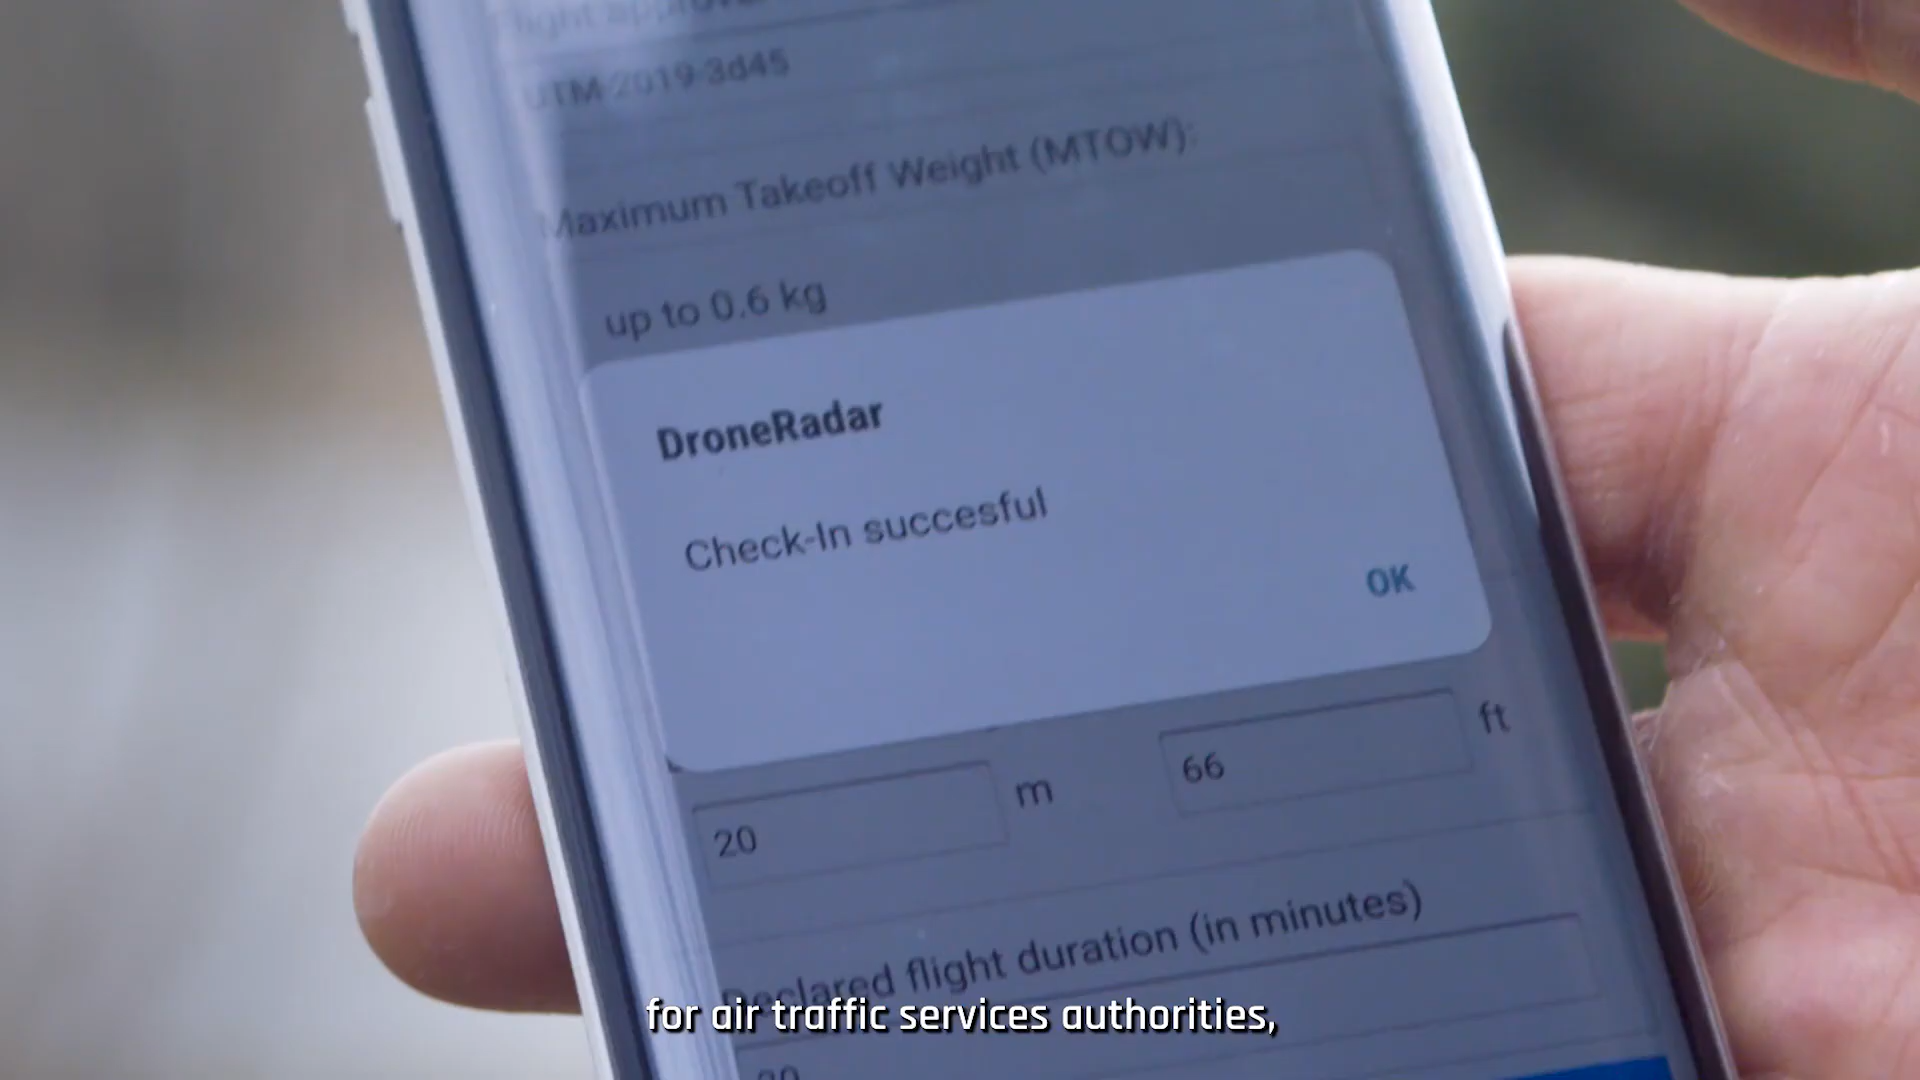 UTM-2019-3d45
Maximum Takeoff Weight (MTOW):
up to 0.6 kg
DroneRadar
Check-In succesful
OK
20 m 66 ft
Declared flight duration (in minutes)
for air traffic services authorities,